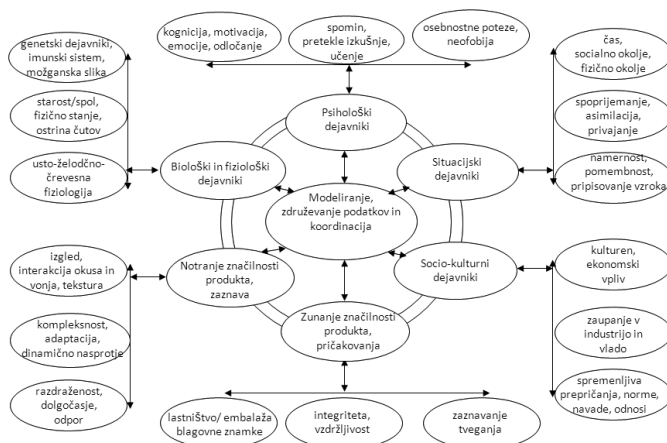 kognicija, motivacija,
emocije, odločanje
spomin,
pretekle izkušnje,
učenje
osebnostne poteze,
neofobija
genetski dejavniki,
imunski sistem,
možganska slika
starost/spol,
fizično stanje,
ostrina čutov
usto-želodčno-
črevesna
fiziologija
čas,
socialno okolje,
fizično okolje
spoprijemanje,
asimilacija,
privajanje
namernost,
pomembnost,
pripisovanje vzroka
Psihološki
dejavniki
Biološki in fiziološki
dejavniki
Situacijski
dejavniki
Modeliranje,
združevanje podatkov in
koordinacija
Notranje značilnosti
produkta,
zaznava
Socio-kulturni
dejavniki
Zunanje značilnosti
produkta,
pričakovanja
izgled,
interakcija okusa in
vonja, tekstura
kompleksnost,
adaptacija,
dinamično nasprotje
razdraženost,
dolgočasje,
odpor
kulturen,
ekonomski
vpliv
zaupanje v
industrijo in
vlado
spremenljiva
prepričanja, norme,
navade, odnosi
lastništvo/ embalaža
blagovne znamke
integriteta,
vzdržljivost
zaznavanje
tveganja